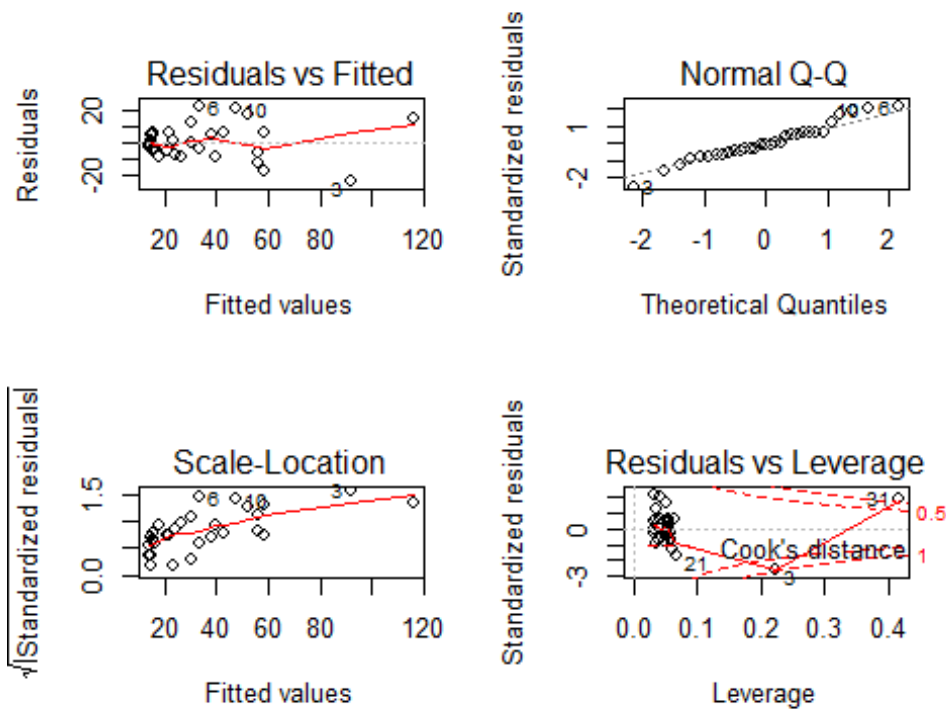 Residuals vs Fitted
Residuals
20
-20
6
10
3
20 40 60 80 120
Fitted values
Normal Q-Q
Standardized residuals
1
-2
3
10
6
-2 -1 0 1 2
Theoretical Quantiles
Scale-Location
√|Standardized residuals|
1.5
0.0
6
10
3
20 40 60 80 120
Fitted values
Residuals vs Leverage
Standardized residuals
0
-3
31
0.5
Cook's distance
1
21
3
0.0 0.1 0.2 0.3 0.4
Leverage